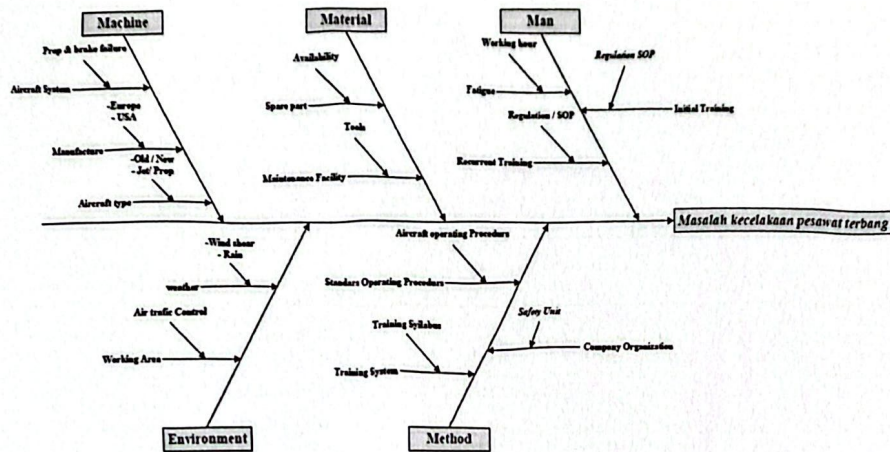 Machine
Material
Man
Prop & brake failure
Aircraft System
-Europe
- USA
Manufacture
-Old / New
- Jet/ Prop
Aircraft type
Availability
Spare part
Tools
Maintenance Facility
Working hour
Regulation SOP
Fatigue
Initial Training
Regulation / SOP
Recurrent Training
Masalah kecelakaan pesawat terbang
-Wind shear
- Rain
weather
Air trafic Control
Working Area
Aircraft operating Procedure
Standars Operating Procedure
Training Syllabus
Safety Unit
Company Organization
Training System
Environment
Method